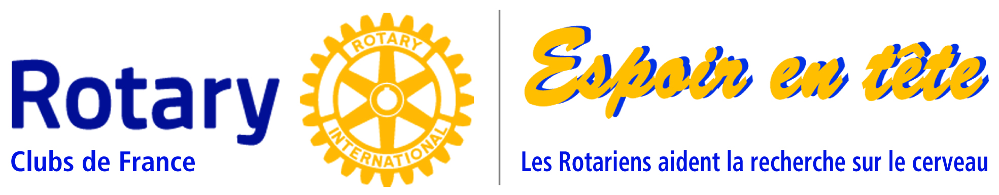 Rotary
Clubs de France
ROTARY
INTERNATIONAL
Espoir en tête
Les Rotariens aident la recherche sur le cerveau